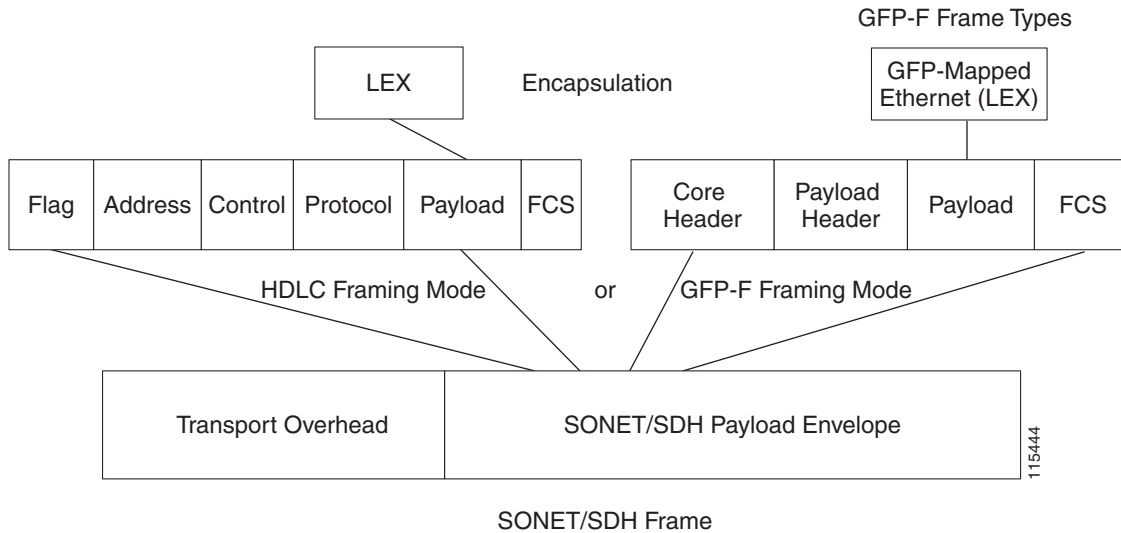 GFP-F Frame Types
LEX
Encapsulation
GFP-Mapped
Ethernet (LEX)
Flag Address Control Protocol Payload FCS
Core
Header
Payload
Header
Payload
FCS
HDLC Framing Mode or GFP-F Framing Mode
Transport Overhead SONET/SDH Payload Envelope
115444
SONET/SDH Frame